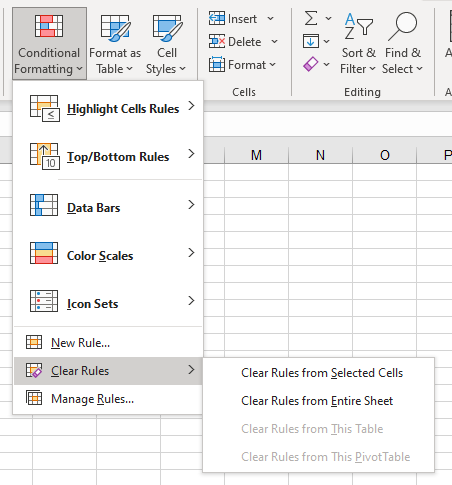 Conditional
Formatting
Format as
Table
Cell
Styles
Insert
Delete
Format
Cells
Sort &
Filter
Find &
Select
Editing
Highlight Cells Rules
Top/Bottom Rules
10
Data Bars
Color Scales
Icon Sets
New Rule...
Clear Rules
Manage Rules...
Clear Rules from Selected Cells
Clear Rules from Entire Sheet
Clear Rules from This Table
Clear Rules from This PivotTable
M N O P